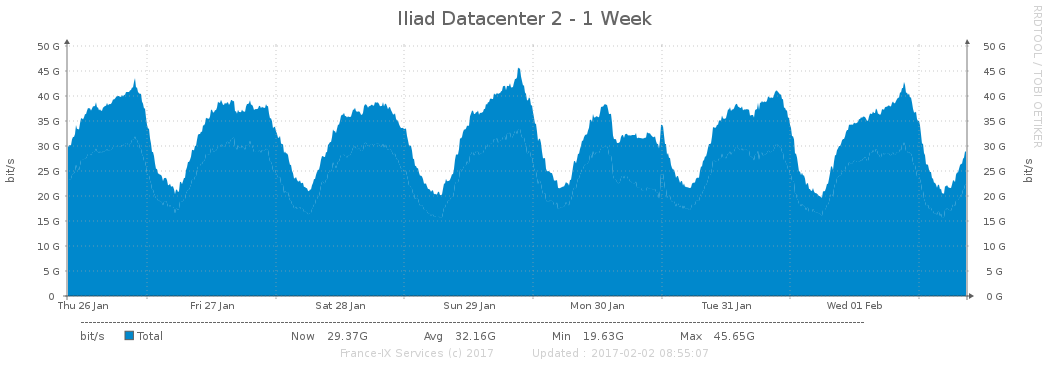 Iliad Datacenter 2 - 1 Week
RRDTOOL / TOBI OETIKER
bit/s
50 G 50 G
45 G 45 G
40 G 40 G
35 G 35 G
30 G 30 G
25 G 25 G
20 G 20 G
15 G 15 G
10 G 10 G
5 G 5 G
0 0 G
bit/s
Thu 26 Jan Fri 27 Jan Sat 28 Jan Sun 29 Jan Mon 30 Jan Tue 31 Jan Wed 01 Feb
bit/s Total Now 29.37G Avg 32.16G Min 19.63G Max 45.65G
France-IX Services (c) 2017 Updated : 2017-02-02 08:55:07